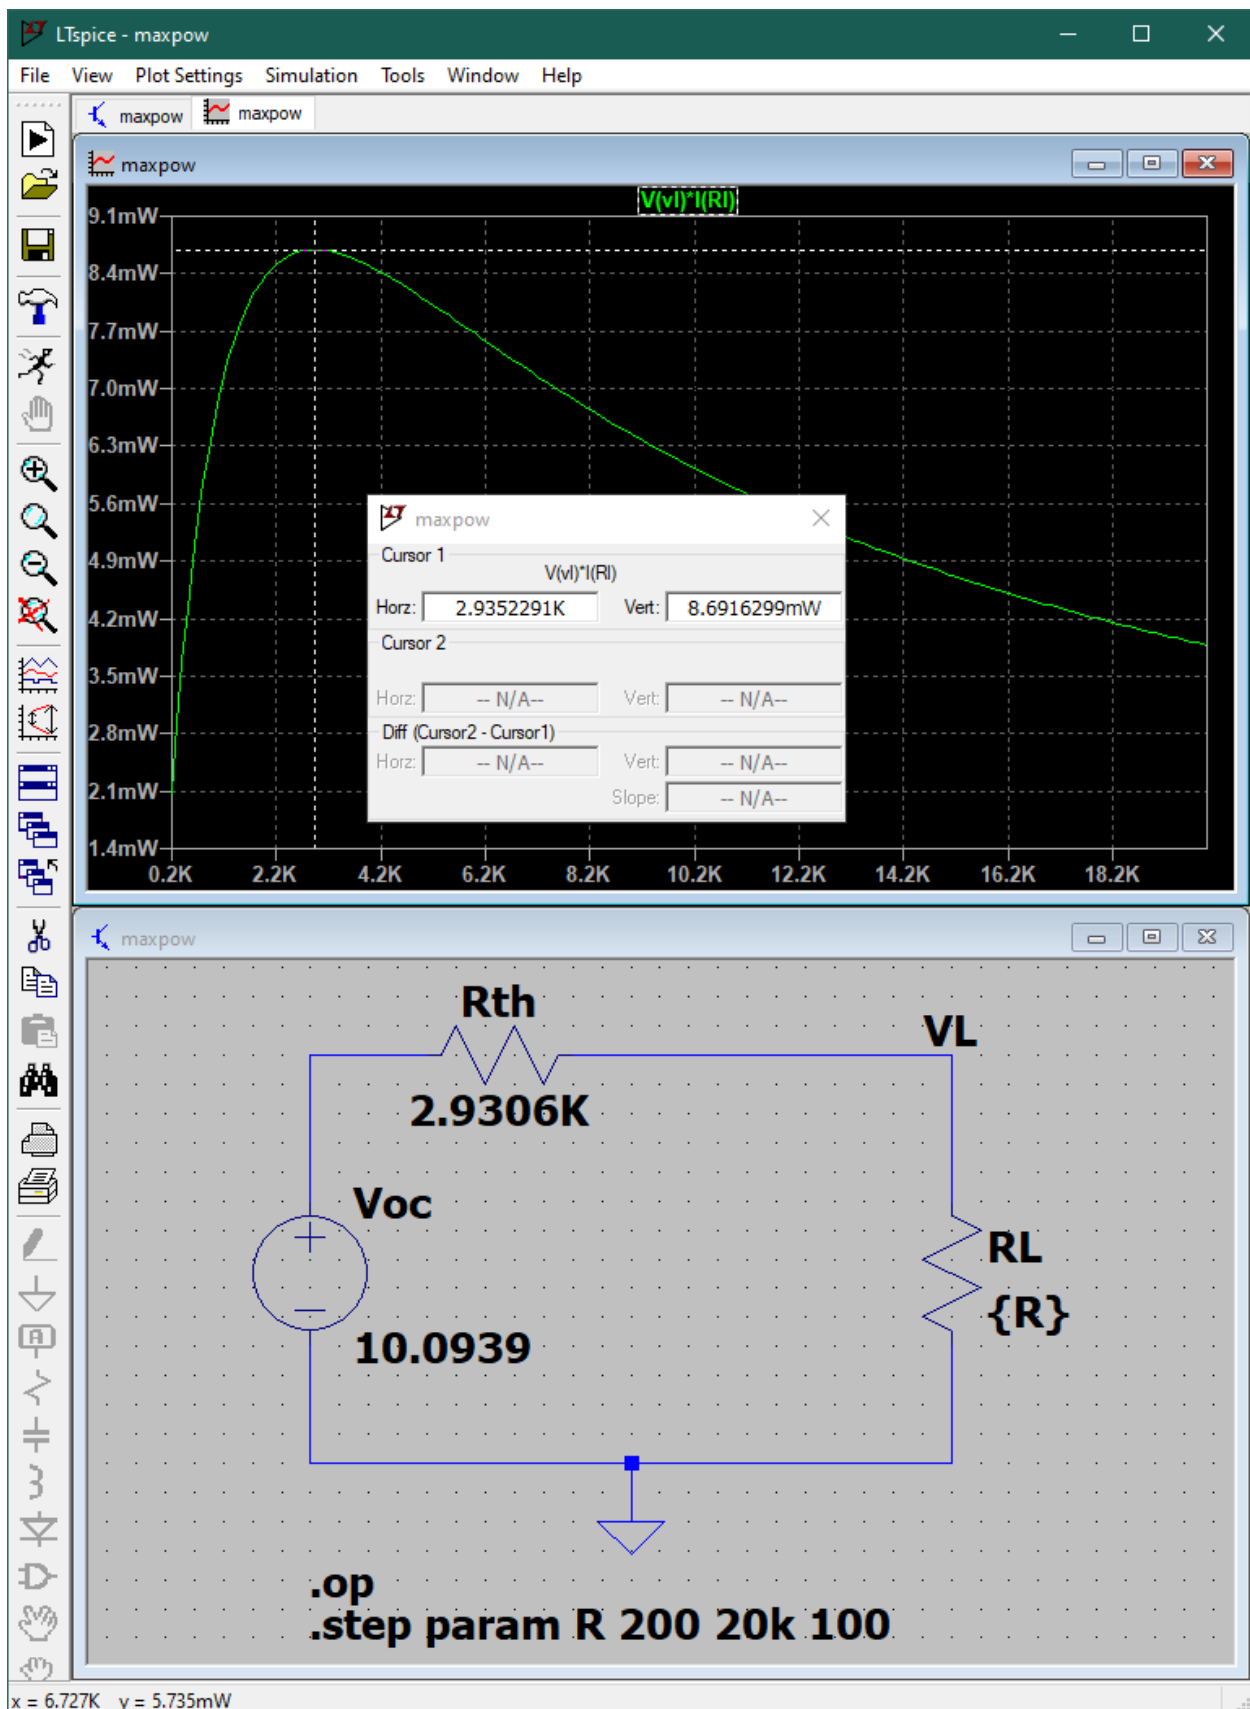 LTspice - maxpow
File View Plot Settings Simulation Tools Window Help
maxpow maxpow
maxpow
V(vl)*I(Rl)
9.1mW
8.4mW
7.7mW
7.0mW
6.3mW
5.6mW
4.9mW
4.2mW
3.5mW
2.8mW
2.1mW
1.4mW
0.2K 2.2K 4.2K 6.2K 8.2K 10.2K 12.2K 14.2K 16.2K 18.2K
maxpow
Cursor 1
V(vl)*I(Rl)
Horz: 2.9352291K Vert: 8.6916299mW
Cursor 2
Horz: -- N/A-- Vert: -- N/A--
Diff (Cursor2 - Cursor1)
Horz: -- N/A-- Vert: -- N/A--
Slope: -- N/A--
maxpow
Rth
VL
2.9306K
Voc
RL
{R}
10.0939
.op
.step param R 200 20k 100
x = 6.727K y = 5.735mW